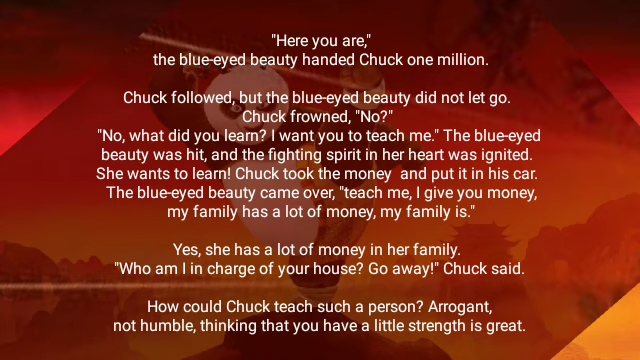 "Here you are,"
the blue-eyed beauty handed Chuck one million.
Chuck followed, but the blue-eyed beauty did not let go.
Chuck frowned, "No?"
"No, what did you learn? I want you to teach me." The blue-eyed
beauty was hit, and the fighting spirit in her heart was ignited.
She wants to learn! Chuck took the money and put it in his car.
The blue-eyed beauty came over, "teach me, I give you money,
my family has a lot of money, my family is."
Yes, she has a lot of money in her family.
"Who am I in charge of your house? Go away!" Chuck said.
How could Chuck teach such a person? Arrogant,
not humble, thinking that you have a little strength is great.